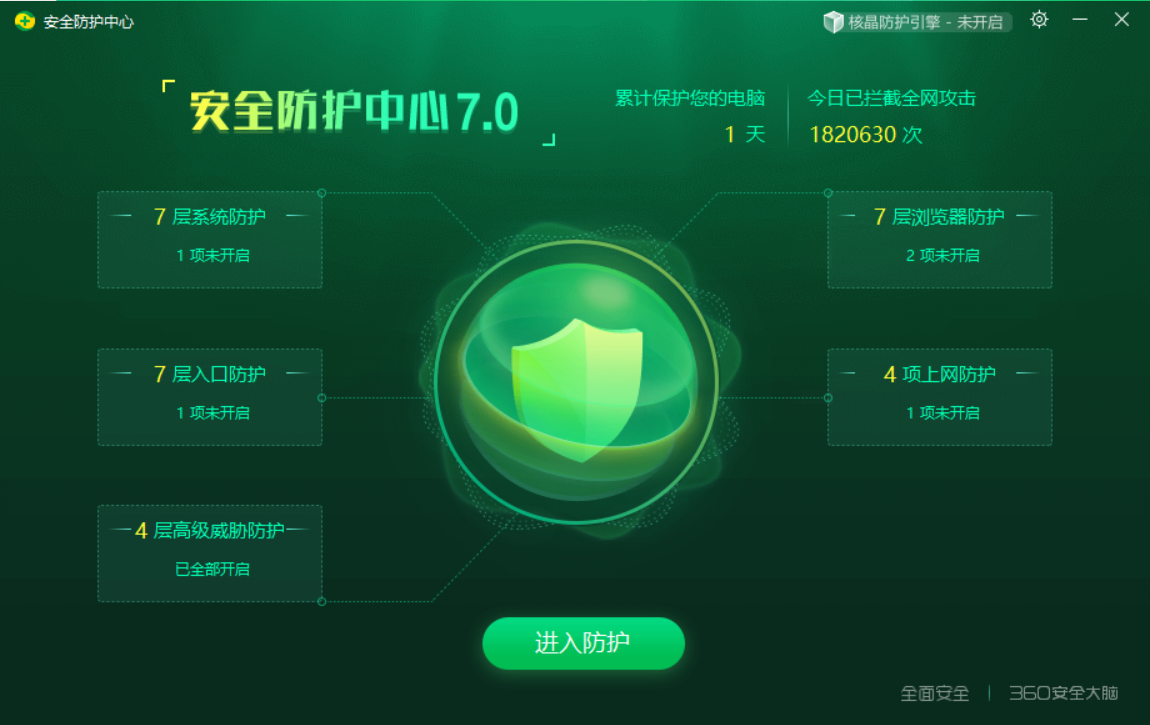 安全防护中心
核晶防护引擎 - 未开启
安全防护中心7.0
累计保护您的电脑
1 天
今日已拦截全网攻击
1820630 次
7 层系统防护
1 项未开启
7 层浏览器防护
2 项未开启
7 层入口防护
1 项未开启
4 项上网防护
1 项未开启
4 层高级威胁防护
已全部开启
进入防护
全面安全 | 360安全大脑